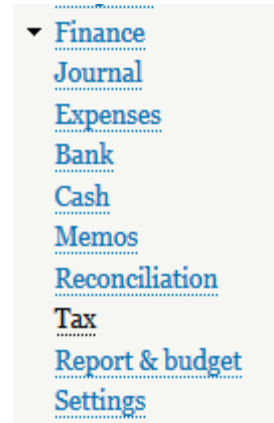 Finance
Journal
Expenses
Bank
Cash
Memos
Reconciliation
Tax
Report & budget
Settings